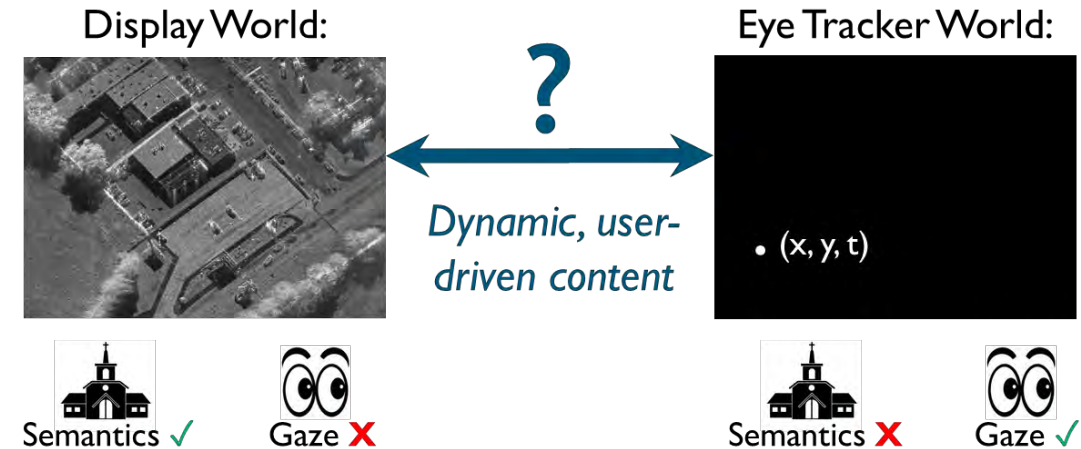 Display World:
Eye Tracker World:
?
Dynamic, user-
driven content
(x, y, t)
Semantics ✓
Gaze X
Semantics X
Gaze ✓